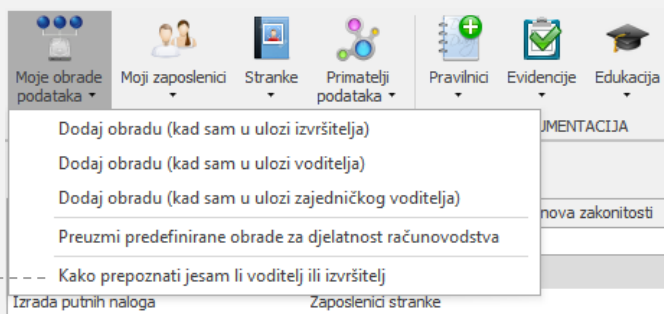 Moje obrade podataka
Moji zaposlenici
Stranke
Primatelji podataka
Pravilnici
Evidencije
Edukacija
Dodaj obradu (kad sam u ulozi izvršitelja)
UMENTACIJA
Dodaj obradu (kad sam u ulozi voditelja)
Dodaj obradu (kad sam u ulozi zajedničkog voditelja)
nova zakonitosti
Preuzmi predefinirane obrade za djelatnost računovodstva
Kako prepoznati jesam li voditelj ili izvršitelj
Izrada putnih naloga
Zaposlenici stranke